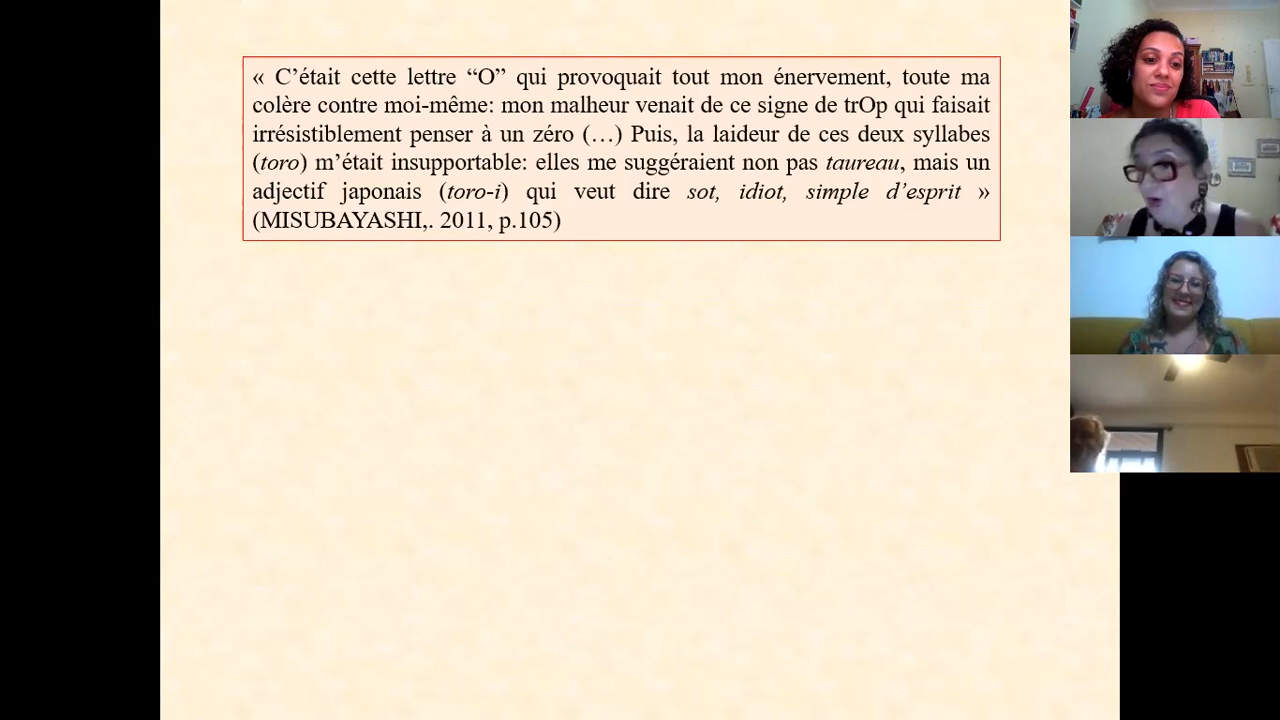 « C’était cette lettre “O” qui provoquait tout mon énervement, toute ma
colère contre moi-même: mon malheur venait de ce signe de trOp qui faisait
irrésistiblement penser à un zéro (…) Puis, la laideur de ces deux syllabes
(toro) m’était insupportable: elles me suggéraient non pas taureau, mais un
adjectif japonais (toro-i) qui veut dire sot, idiot, simple d’esprit »
(MISUBAYASHI,. 2011, p.105)